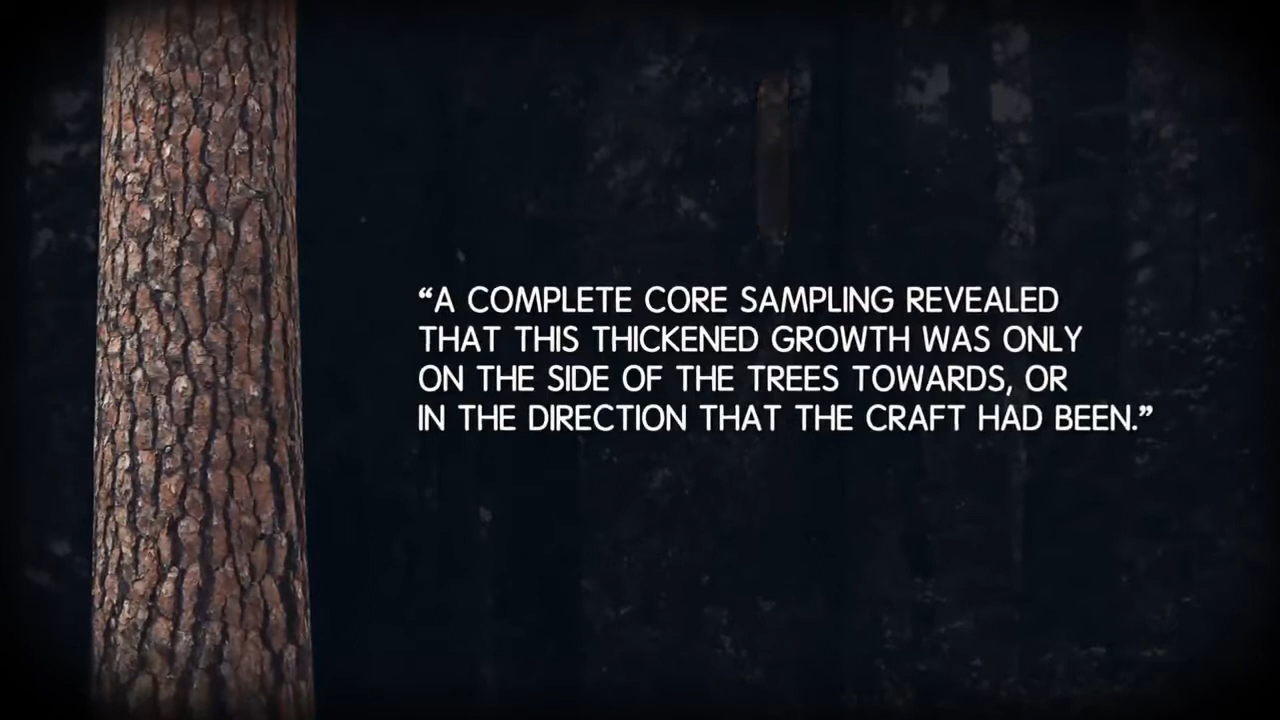 “A COMPLETE CORE SAMPLING REVEALED
THAT THIS THICKENED GROWTH WAS ONLY
ON THE SIDE OF THE TREES TOWARDS, OR
IN THE DIRECTION THAT THE CRAFT HAD BEEN.”